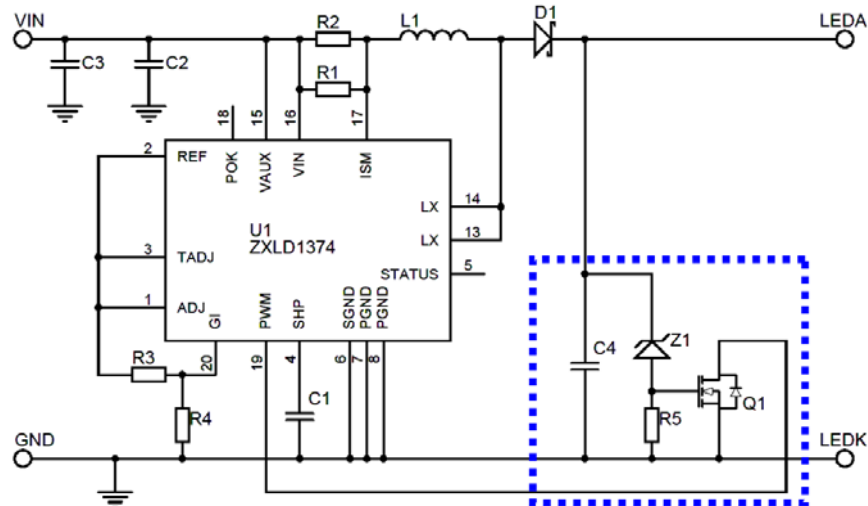 VIN
R2
L1
D1
LEDA
C3
C2
R1
18
15
16
17
2
REF
POK
VAUX
VIN
ISM
LX
14
U1
ZXLD1374
LX
13
3
TADJ
STATUS
5
1
ADJ
GI
PWM
SHP
SGND
PGND
PGND
20
19
4
6
7
8
R3
R4
C1
C4
Z1
R5
Q1
GND
LEDK